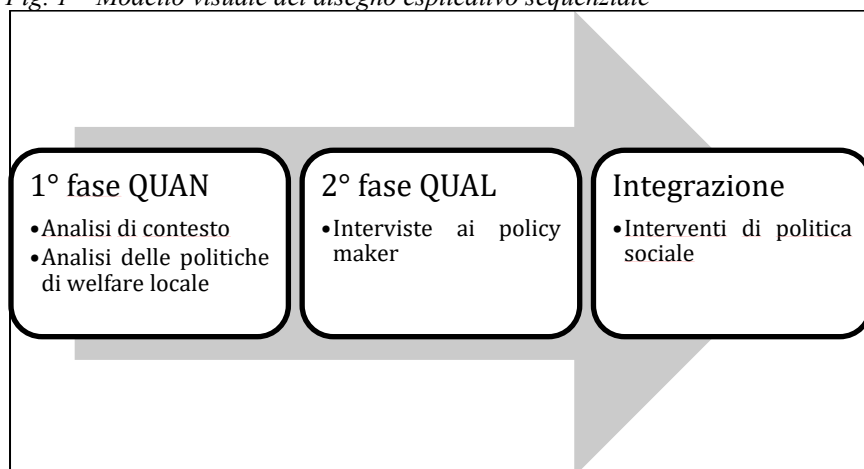 Fig. 1 – Modello visuale del disegno esplicativo sequenziale
1° fase QUAN
•Analisi di contesto
•Analisi delle politiche
di welfare locale
2° fase QUAL
•Interviste ai policy
maker
Integrazione
•Interventi di politica
sociale